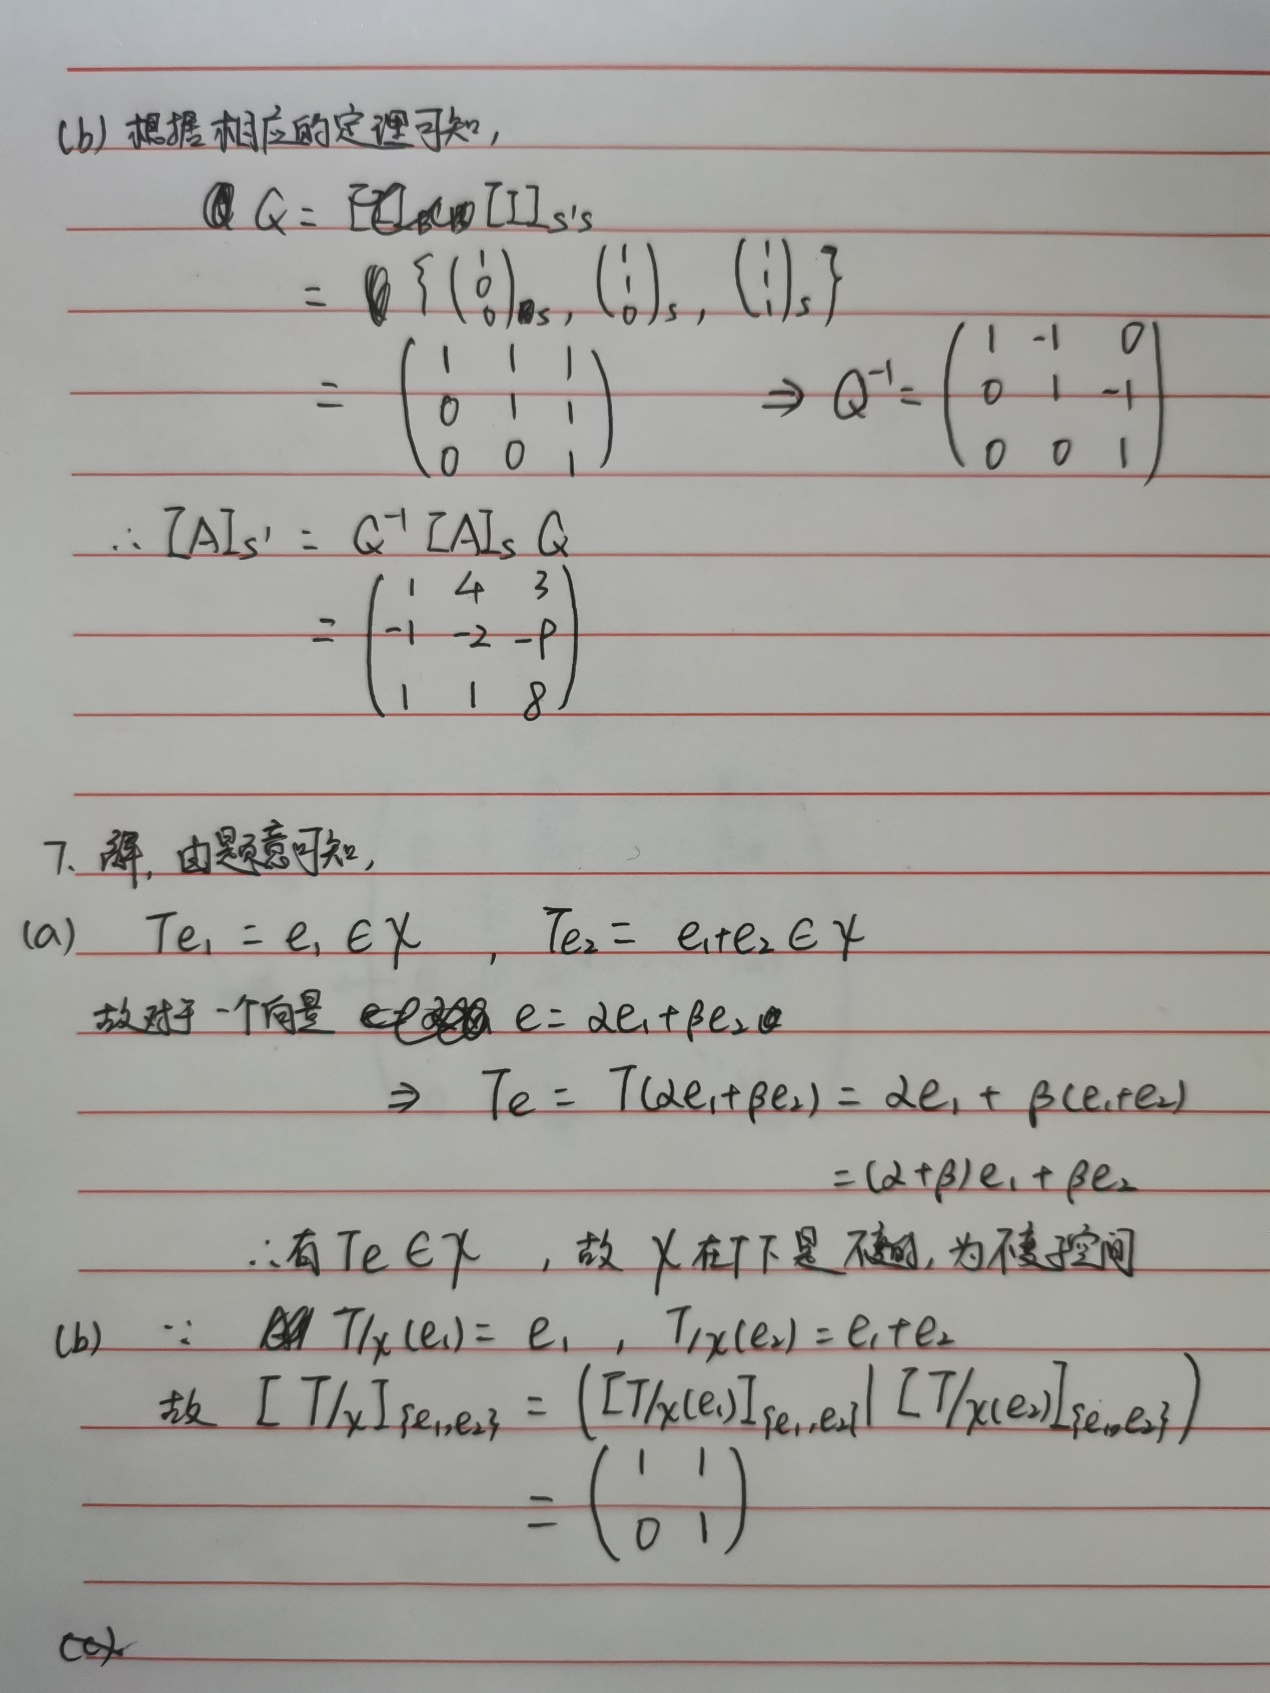 (b) 根据相应的定理可知,
Q = [I]s's
= { (1 0 0)s, (1 1 0)s, (1 1 1)s }
= (1 1 1
0 1 1
0 0 1) ⇒ Q⁻¹ = (1 -1 0
0 1 -1
0 0 1)
∴ [A]s' = Q⁻¹ [A]s Q
= (1 4 3
-1 -2 -9
1 1 8)
7. 解, 由题意可知,
(a) Te₁ = e₁ ∈ χ , Te₂ = e₁+e₂ ∈ χ
故对于一个向量 e = αe₁+βe₂
⇒ Te = T(αe₁+βe₂) = αe₁ + β(e₁+e₂)
= (α+β)e₁ + βe₂
∴ 有 Te ∈ χ , 故 χ 在T下是不变的, 为不变子空间
(b) ∵ T/χ(e₁) = e₁ , T/χ(e₂) = e₁+e₂
故 [T/χ]{e₁,e₂} = ([T/χ(e₁)]{e₁,e₂} | [T/χ(e₂)]{e₁,e₂})
= (1 1
0 1)